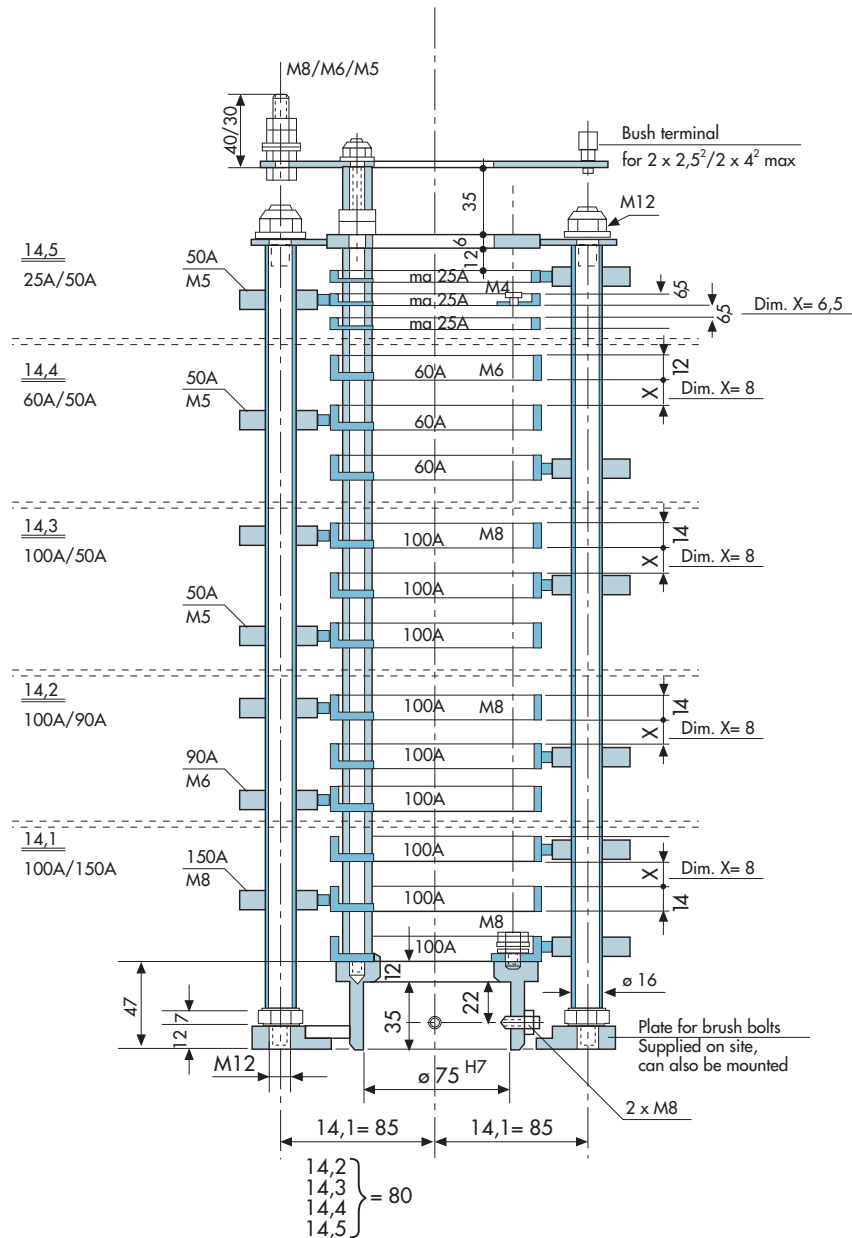 M8/M6/M5
40/30
Bush terminal
for 2 x 2,5²/2 x 4² max
35
M12
6
12
14,5
25A/50A
50A
M5
ma 25A
ma 25A
M4
ma 25A
65
65
Dim. X= 6,5
14,4
60A/50A
50A
M5
60A
M6
60A
60A
12
X
Dim. X= 8
14,3
100A/50A
50A
M5
100A
M8
100A
100A
14
X
Dim. X= 8
14,2
100A/90A
90A
M6
100A
M8
100A
100A
14
X
Dim. X= 8
14,1
100A/150A
150A
M8
100A
100A
M8
100A
X
14
Dim. X= 8
12
47
7
12
35
22
ø 16
Plate for brush bolts
Supplied on site,
can also be mounted
M12
ø 75 H7
2 x M8
14,1= 85
14,1= 85
14,2
14,3
14,4
14,5
= 80